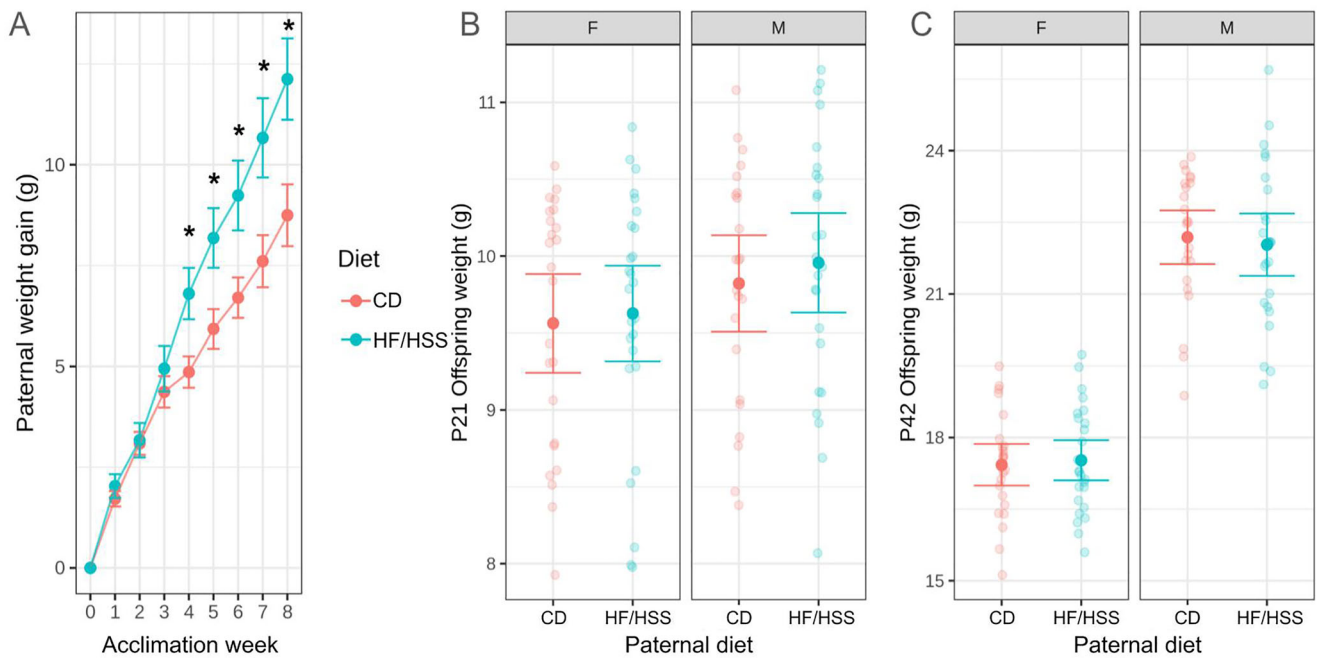 A
Paternal weight gain (g)
10
5
0
*
*
*
*
*
0 1 2 3 4 5 6 7 8
Acclimation week
Diet
CD
HF/HSS
B
F
M
P21 Offspring weight (g)
11
10
9
8
CD HF/HSS CD HF/HSS
Paternal diet
C
F
M
P42 Offspring weight (g)
24
21
18
15
CD HF/HSS CD HF/HSS
Paternal diet